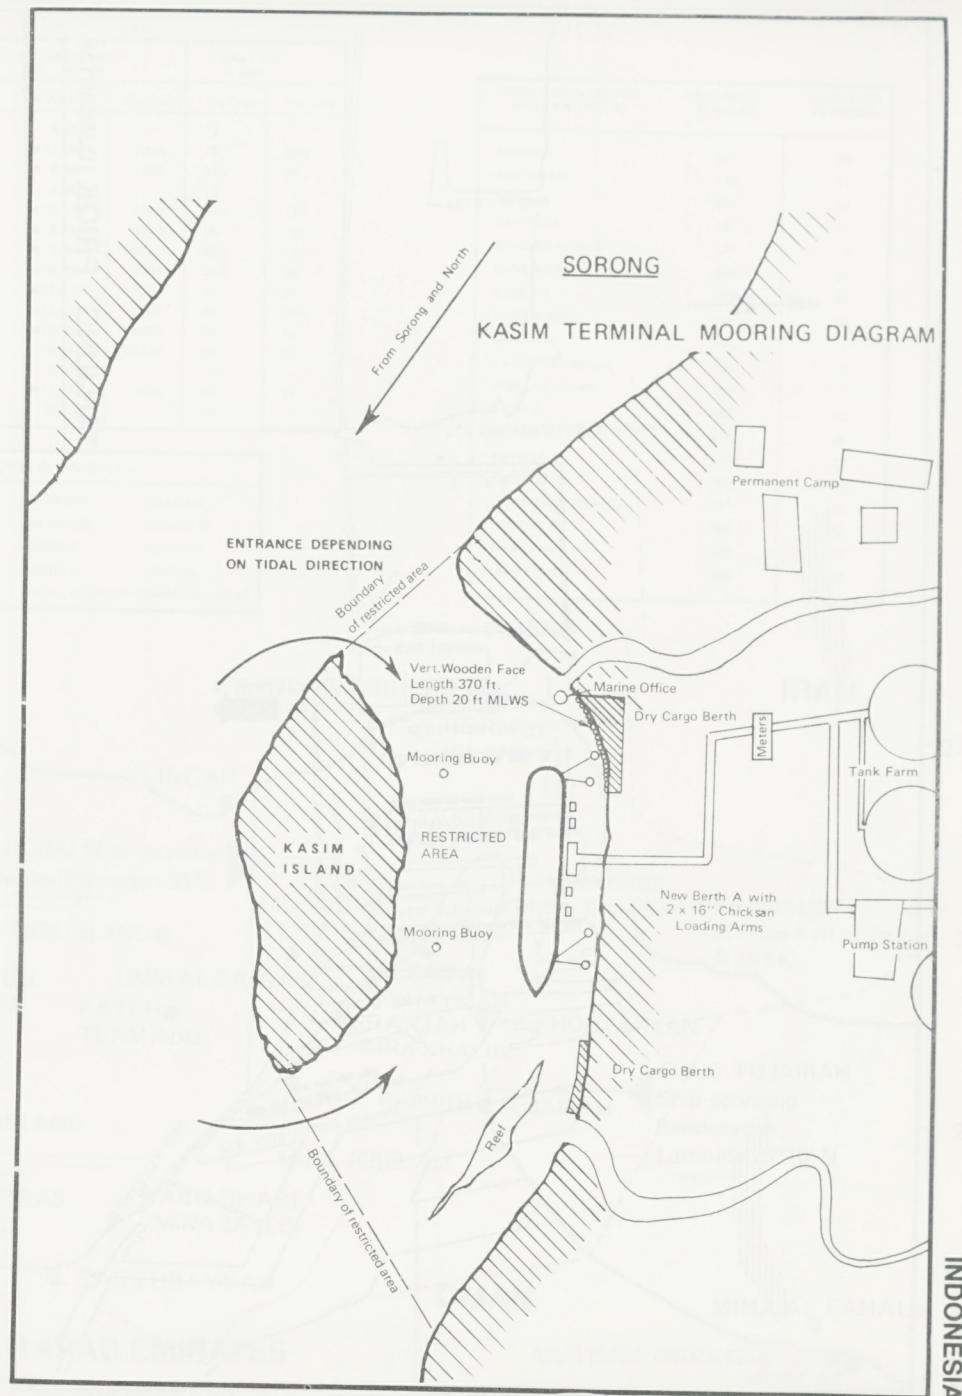 SORONG
KASIM TERMINAL MOORING DIAGRAM
From Sorong and North
Permanent Camp
ENTRANCE DEPENDING
ON TIDAL DIRECTION
Boundary
of restricted area
Vert. Wooden Face
Length 370 ft.
Depth 20 ft MLWS
Marine Office
Dry Cargo Berth
Meters
Mooring Buoy
Tank Farm
KASIM
ISLAND
RESTRICTED
AREA
New Berth A with
2 x 16" Chicksan
Loading Arms
Mooring Buoy
Pump Station
Dry Cargo Berth
Reef
Boundary of restricted area
INDONESIA